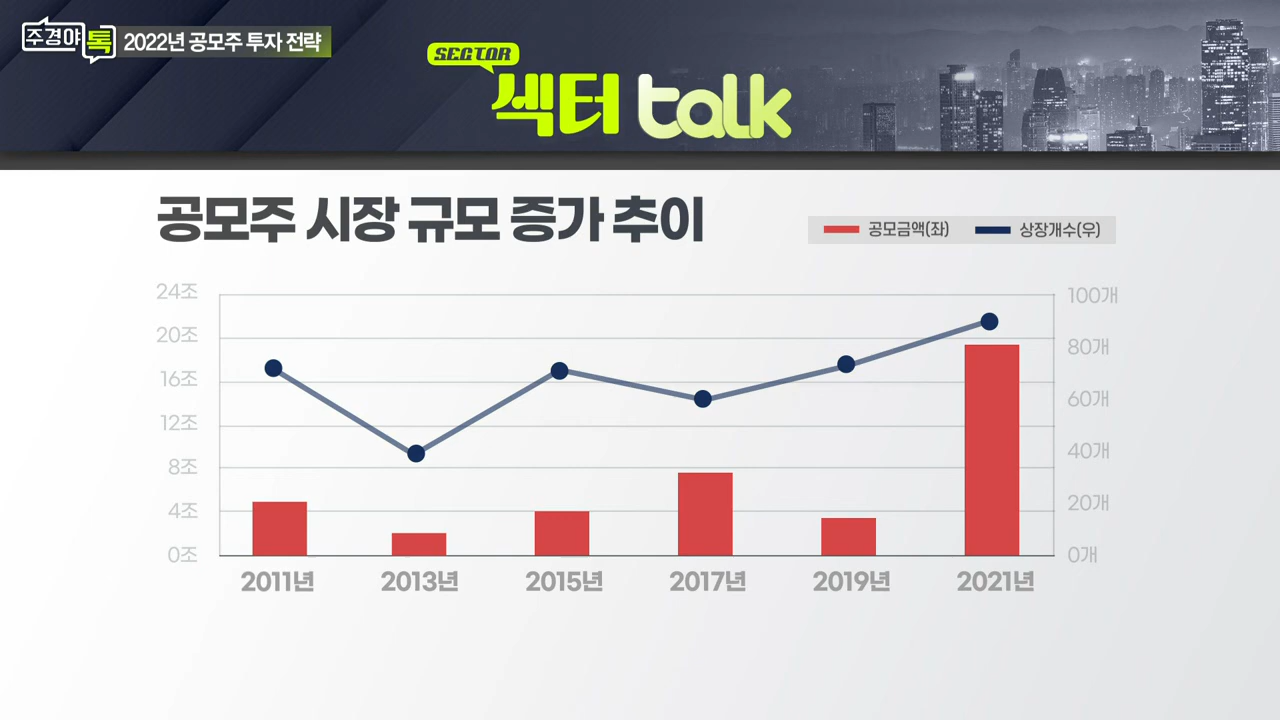 주경야톡 2022년 공모주 투자 전략
SECTOR
섹터 talk
공모주 시장 규모 증가 추이
공모금액(좌) 상장개수(우)
24조
20조
16조
12조
8조
4조
0조
100개
80개
60개
40개
20개
0개
2011년 2013년 2015년 2017년 2019년 2021년